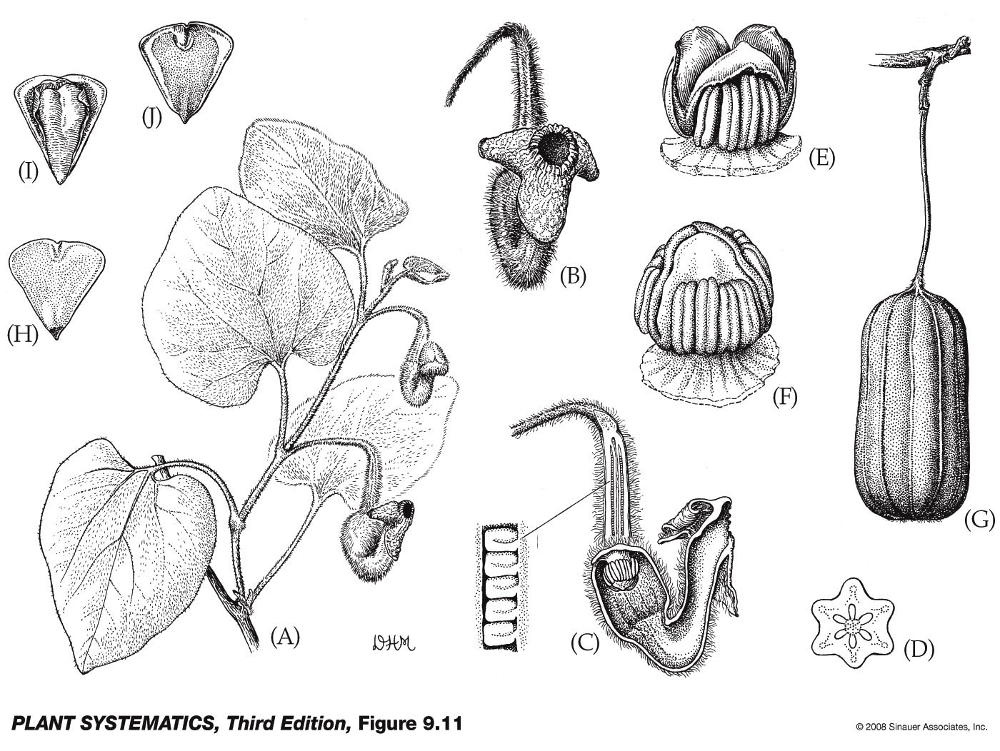 (J)
(I)
(H)
(A)
DHM
(B)
(E)
(F)
(C)
(G)
(D)
PLANT SYSTEMATICS, Third Edition, Figure 9.11
© 2008 Sinauer Associates, Inc.